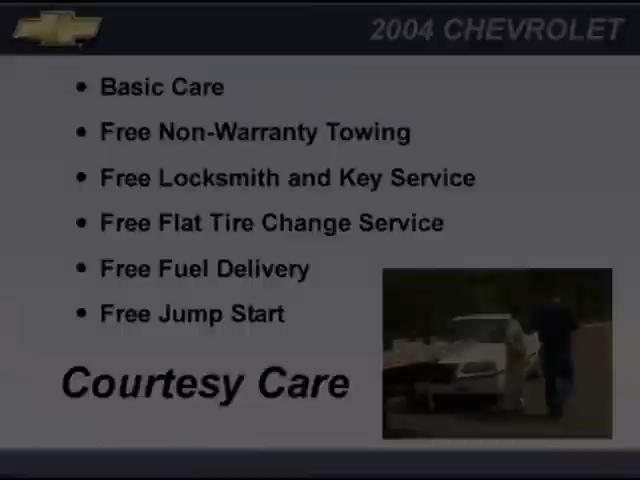 2004 CHEVROLET
• Basic Care
• Free Non-Warranty Towing
• Free Locksmith and Key Service
• Free Flat Tire Change Service
• Free Fuel Delivery
• Free Jump Start
Courtesy Care